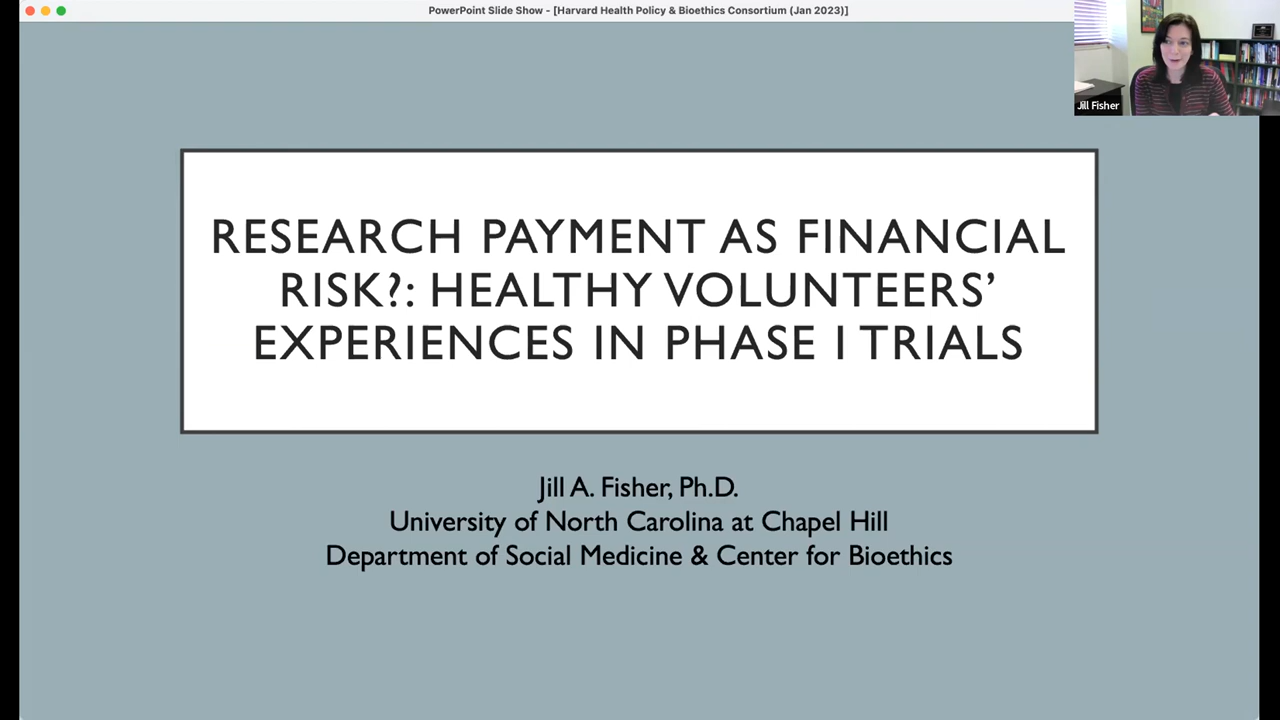 PowerPoint Slide Show - [Harvard Health Policy & Bioethics Consortium (Jan 2023)]
Jill Fisher
RESEARCH PAYMENT AS FINANCIAL
RISK?: HEALTHY VOLUNTEERS'
EXPERIENCES IN PHASE I TRIALS
Jill A. Fisher, Ph.D.
University of North Carolina at Chapel Hill
Department of Social Medicine & Center for Bioethics